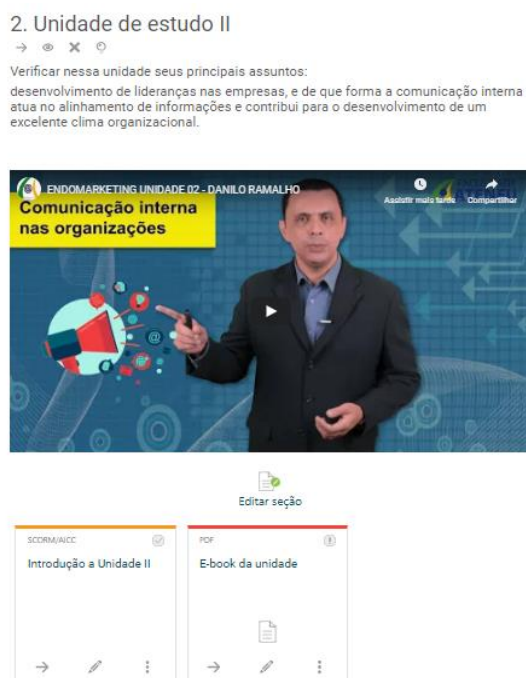 2. Unidade de estudo II
Verificar nessa unidade seus principais assuntos:
desenvolvimento de lideranças nas empresas, e de que forma a comunicação interna
atua no alinhamento de informações e contribui para o desenvolvimento de um
excelente clima organizacional.
ENDOMARKETING UNIDADE 02 - DANILO RAMALHO
Assistir mais tarde
Compartilhar
Comunicação interna
nas organizações
Editar seção
SCORM/AICC
Introdução a Unidade II
PDF
E-book da unidade